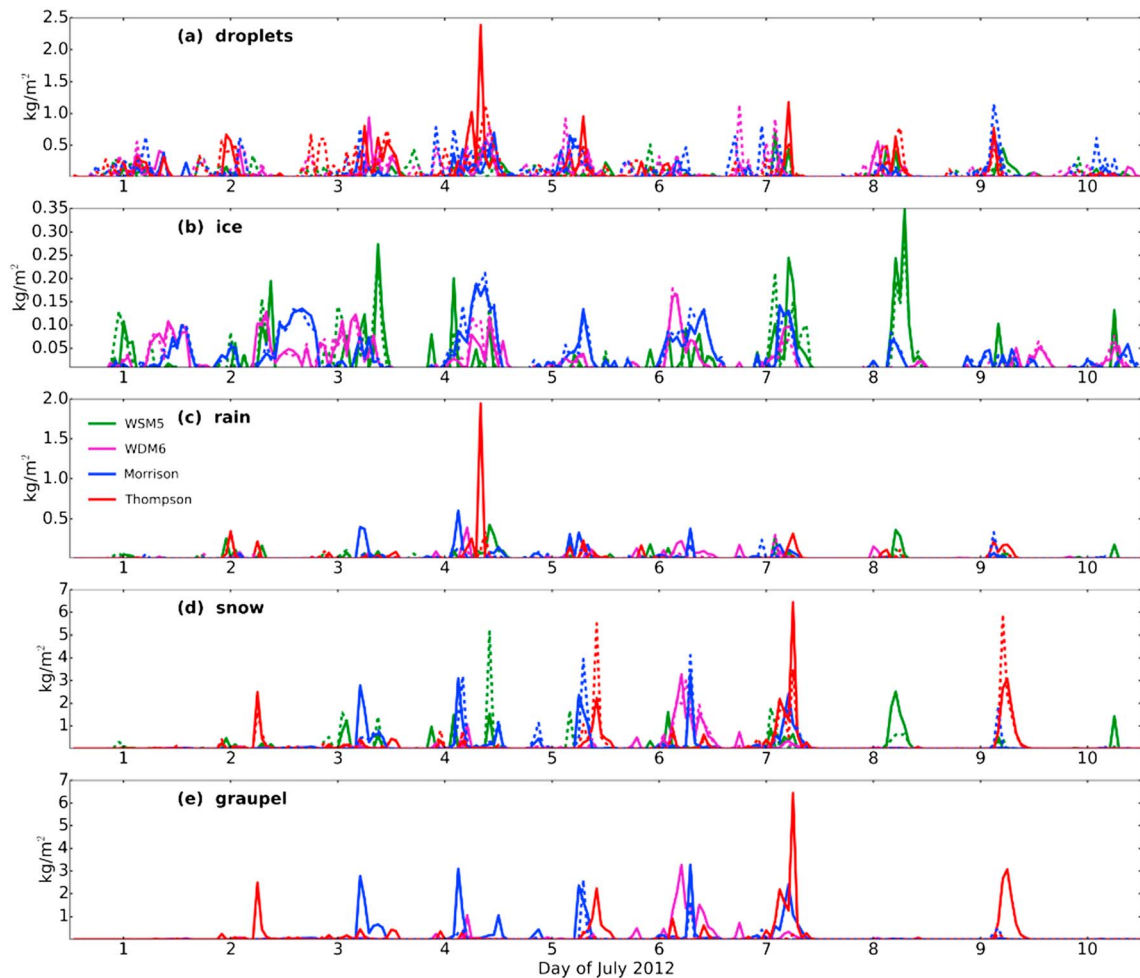 2.5
2.0
1.5
1.0
0.5
kg/m²
(a) droplets
1 2 3 4 5 6 7 8 9 10
0.35
0.30
0.25
0.20
0.15
0.10
0.05
kg/m²
(b) ice
1 2 3 4 5 6 7 8 9 10
2.0
1.5
1.0
0.5
kg/m²
(c) rain
WSM5
WDM6
Morrison
Thompson
1 2 3 4 5 6 7 8 9 10
7
6
5
4
3
2
1
kg/m²
(d) snow
1 2 3 4 5 6 7 8 9 10
7
6
5
4
3
2
1
kg/m²
(e) graupel
1 2 3 4 5 6 7 8 9 10
Day of July 2012